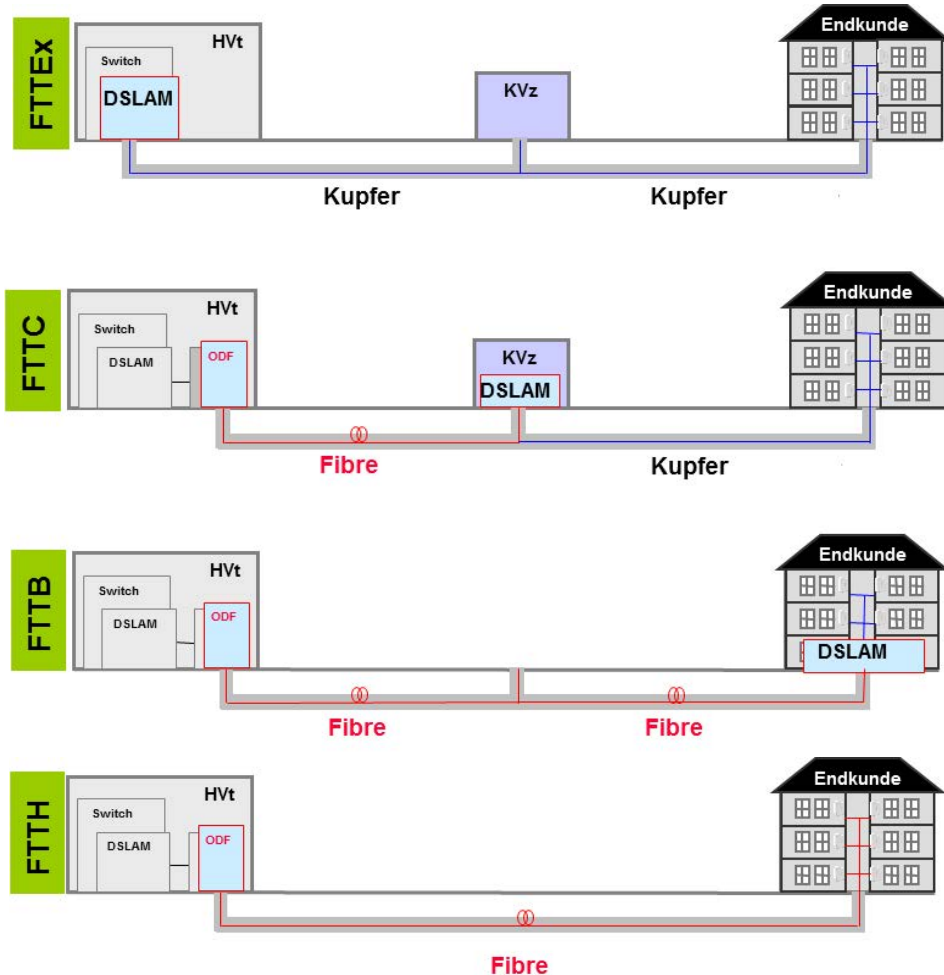 FTTEx
HVt
Switch
DSLAM
KVz
Endkunde
Kupfer
Kupfer
FTTC
HVt
Switch
DSLAM
ODF
KVz
DSLAM
Endkunde
Fibre
Kupfer
FTTB
HVt
Switch
DSLAM
ODF
Endkunde
DSLAM
Fibre
Fibre
FTTH
HVt
Switch
DSLAM
ODF
Endkunde
Fibre